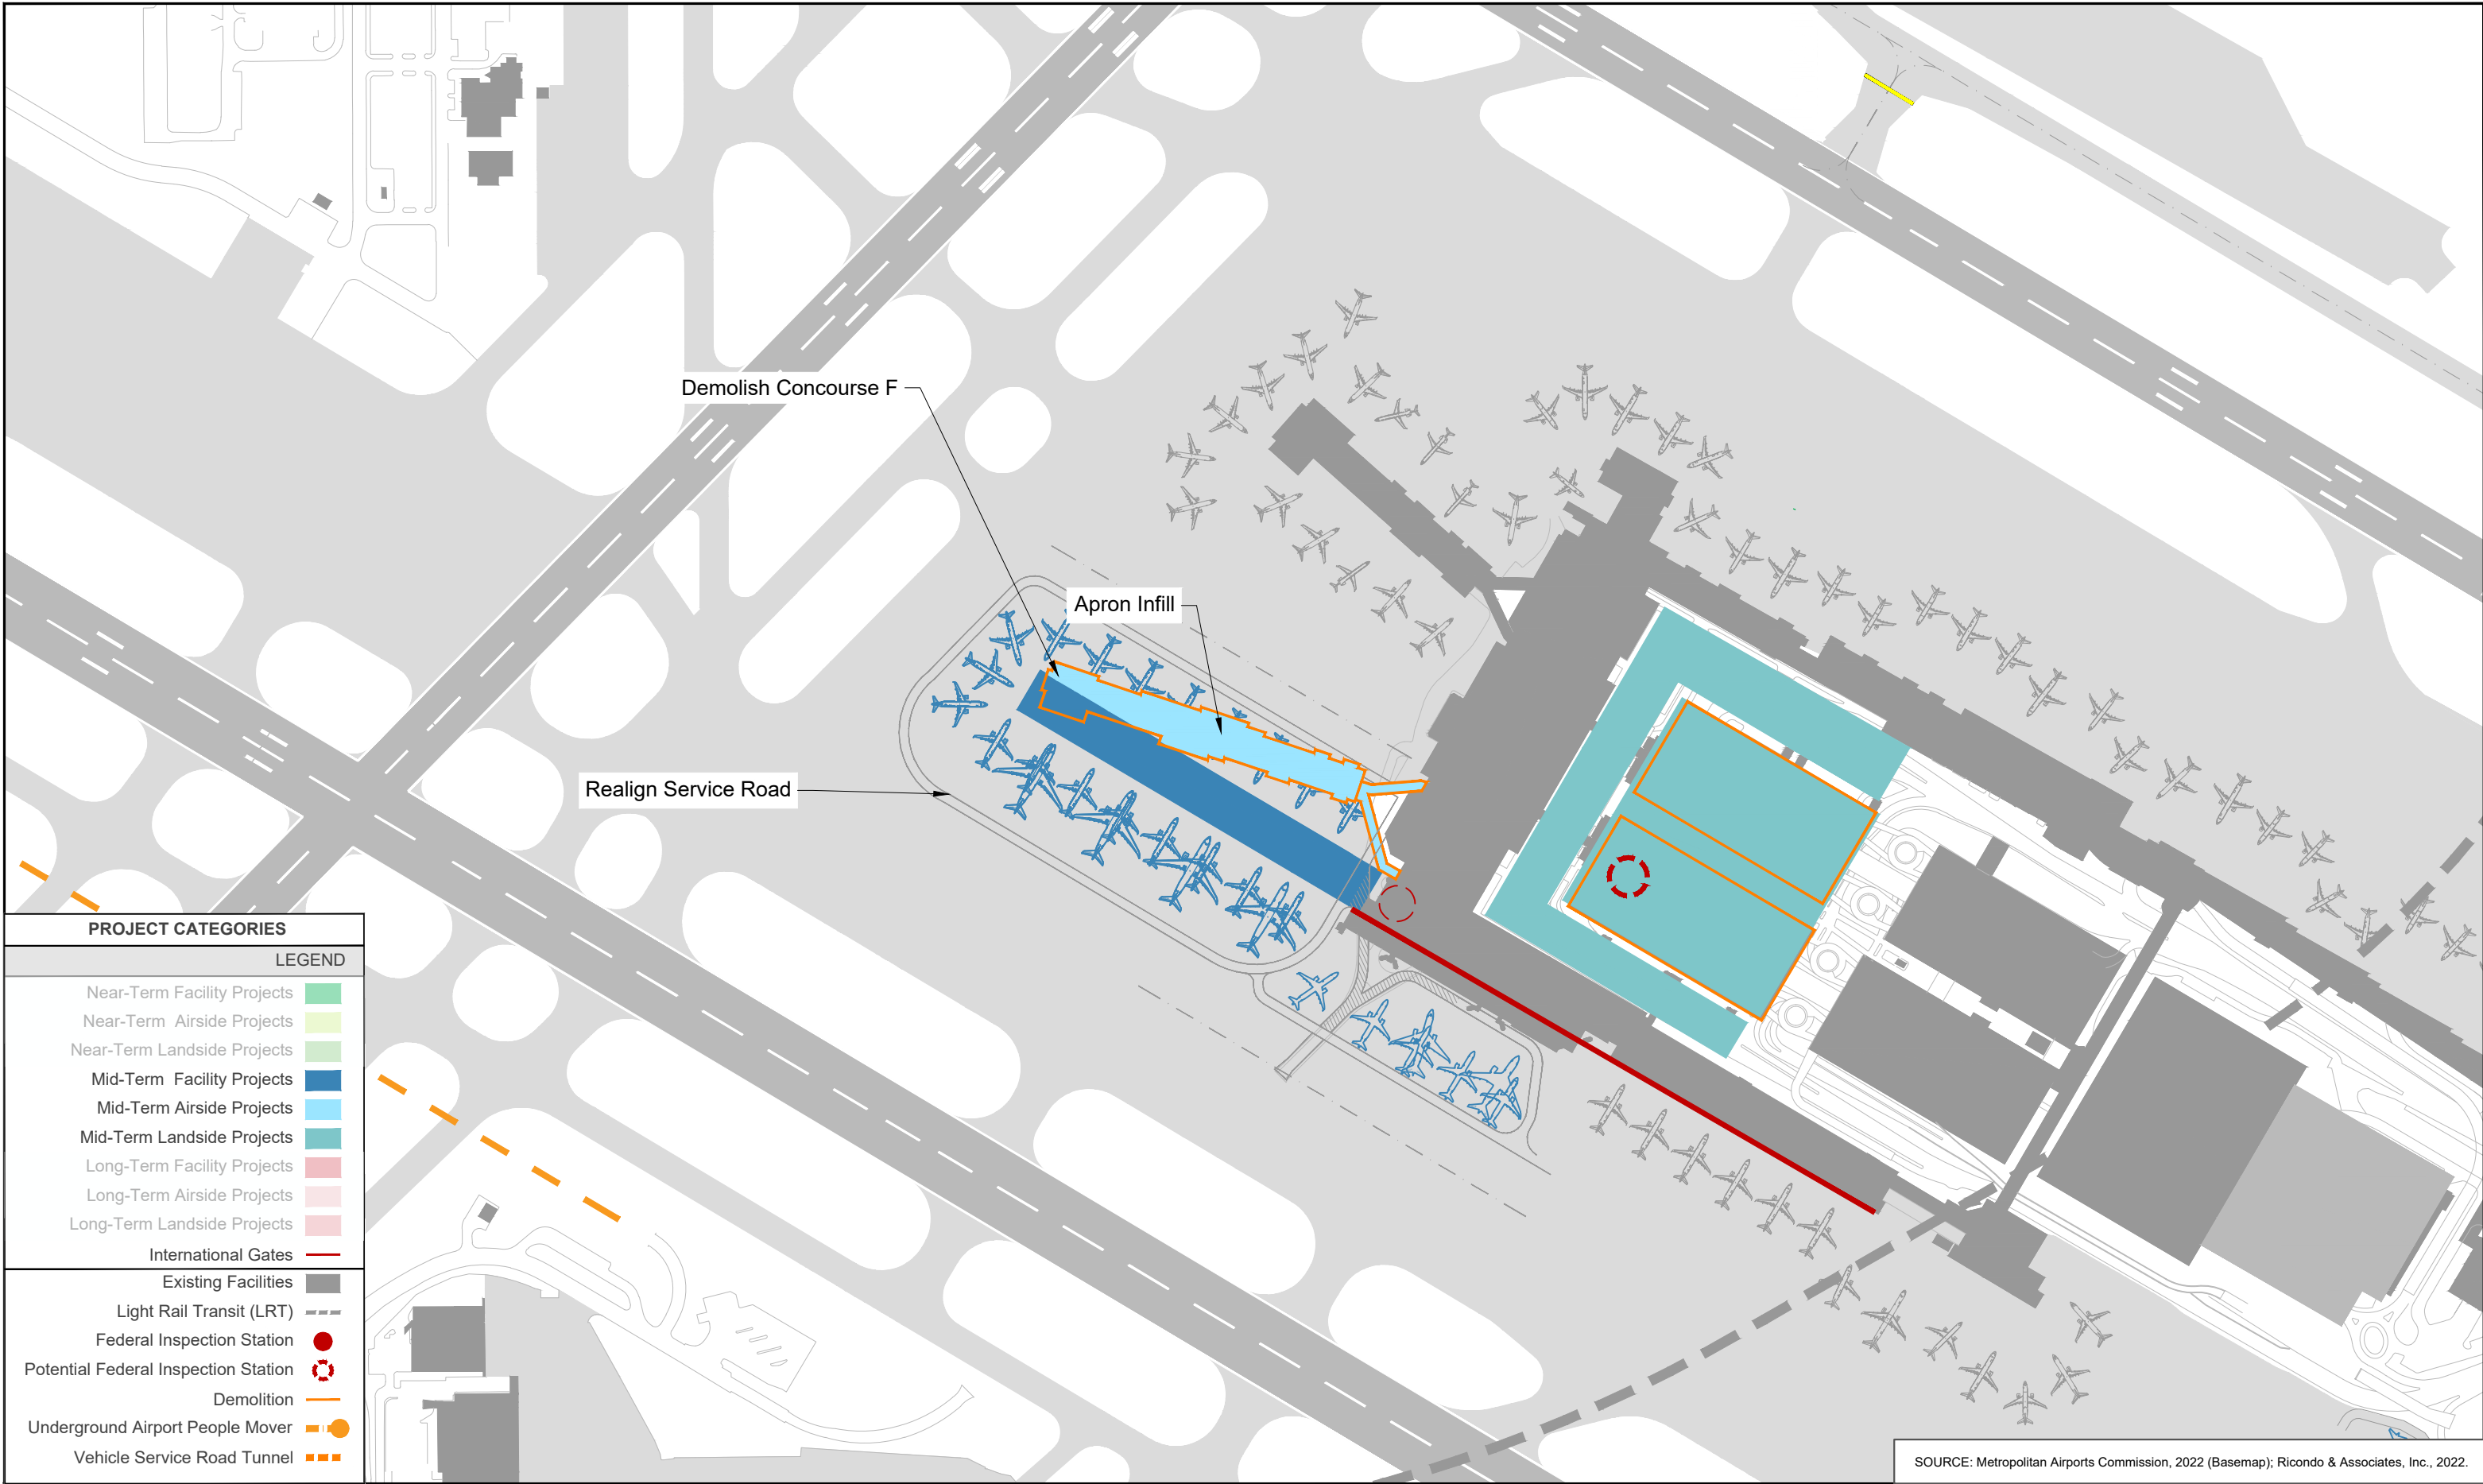 Demolish Concourse F
Apron Infill
Realign Service Road
PROJECT CATEGORIES
LEGEND
Near-Term Facility Projects
Near-Term Airside Projects
Near-Term Landside Projects
Mid-Term Facility Projects
Mid-Term Airside Projects
Mid-Term Landside Projects
Long-Term Facility Projects
Long-Term Airside Projects
Long-Term Landside Projects
International Gates
Existing Facilities
Light Rail Transit (LRT)
Federal Inspection Station
Potential Federal Inspection Station
Demolition
Underground Airport People Mover
Vehicle Service Road Tunnel
SOURCE: Metropolitan Airports Commission, 2022 (Basemap); Ricondo & Associates, Inc., 2022.